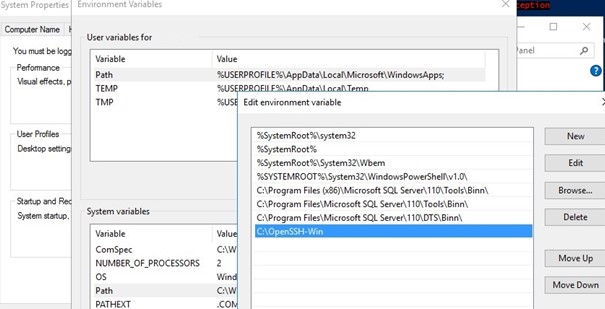 System Properties
Environment Variables
ception
Computer Name
Panel
You must be logg
Performance
Visual effects, p
User Profiles
Desktop setting
Startup and Rec
System startup,
User variables for
Variable Value
Path %USERPROFILE%\AppData\Local\Microsoft\WindowsApps;
TEMP %USERPROFILE%\AppData\Local\Temp
TMP
System variables
Variable Value
ComSpec C:\W
NUMBER_OF_PROCESSORS 2
OS Wind
Path C:\W
PATHEXT .COM
Edit environment variable
%SystemRoot%\system32
%SystemRoot%
%SystemRoot%\System32\Wbem
%SYSTEMROOT%\System32\WindowsPowerShell\v1.0\
C:\Program Files (x86)\Microsoft SQL Server\110\Tools\Binn\
C:\Program Files\Microsoft SQL Server\110\Tools\Binn\
C:\Program Files\Microsoft SQL Server\110\DTS\Binn\
C:\OpenSSH-Win
New
Edit
Browse...
Delete
Move Up
Move Down